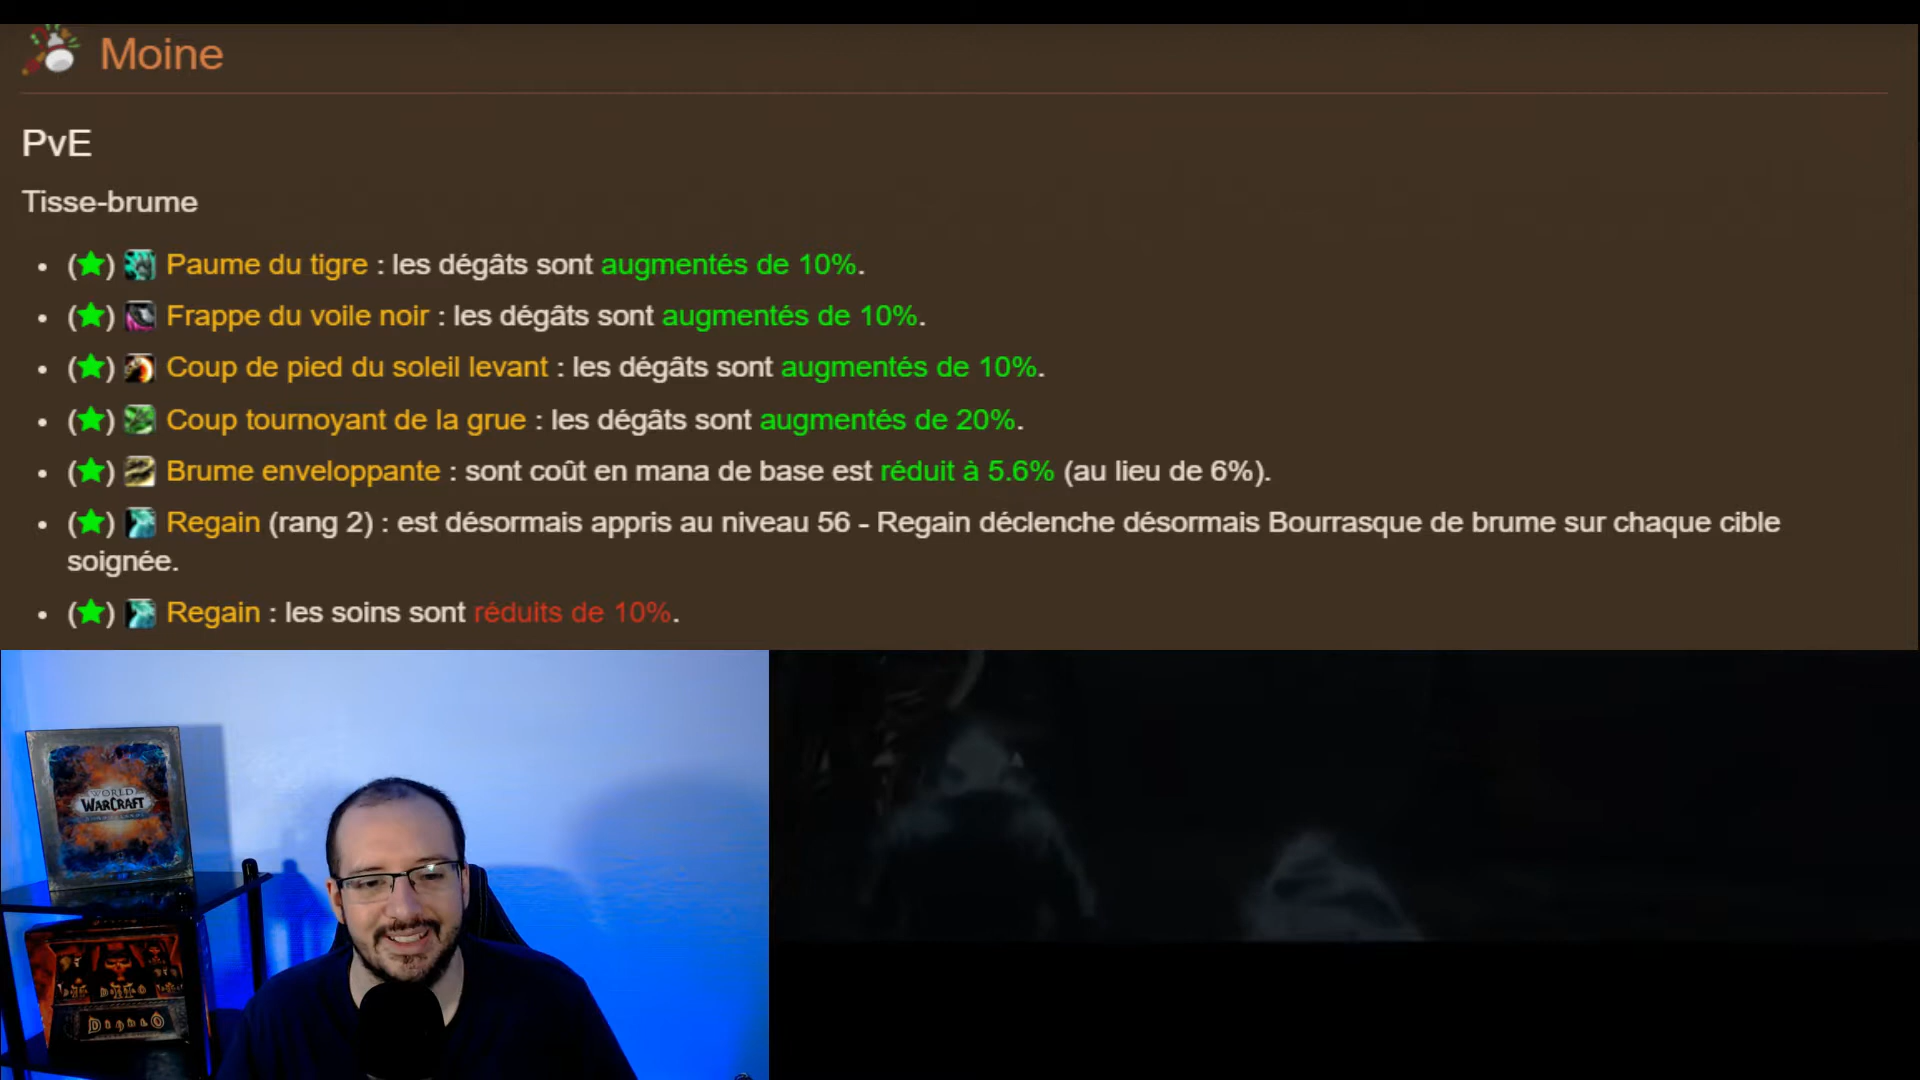 Moine
PvE
Tisse-brume
• (★) Paume du tigre : les dégâts sont augmentés de 10%.
• (★) Frappe du voile noir : les dégâts sont augmentés de 10%.
• (★) Coup de pied du soleil levant : les dégâts sont augmentés de 10%.
• (★) Coup tournoyant de la grue : les dégâts sont augmentés de 20%.
• (★) Brume enveloppante : sont coût en mana de base est réduit à 5.6% (au lieu de 6%).
• (★) Regain (rang 2) : est désormais appris au niveau 56 - Regain déclenche désormais Bourrasque de brume sur chaque cible
soignée.
• (★) Regain : les soins sont réduits de 10%.
WORLD
WARCRAFT
DIABLO
DIABLO